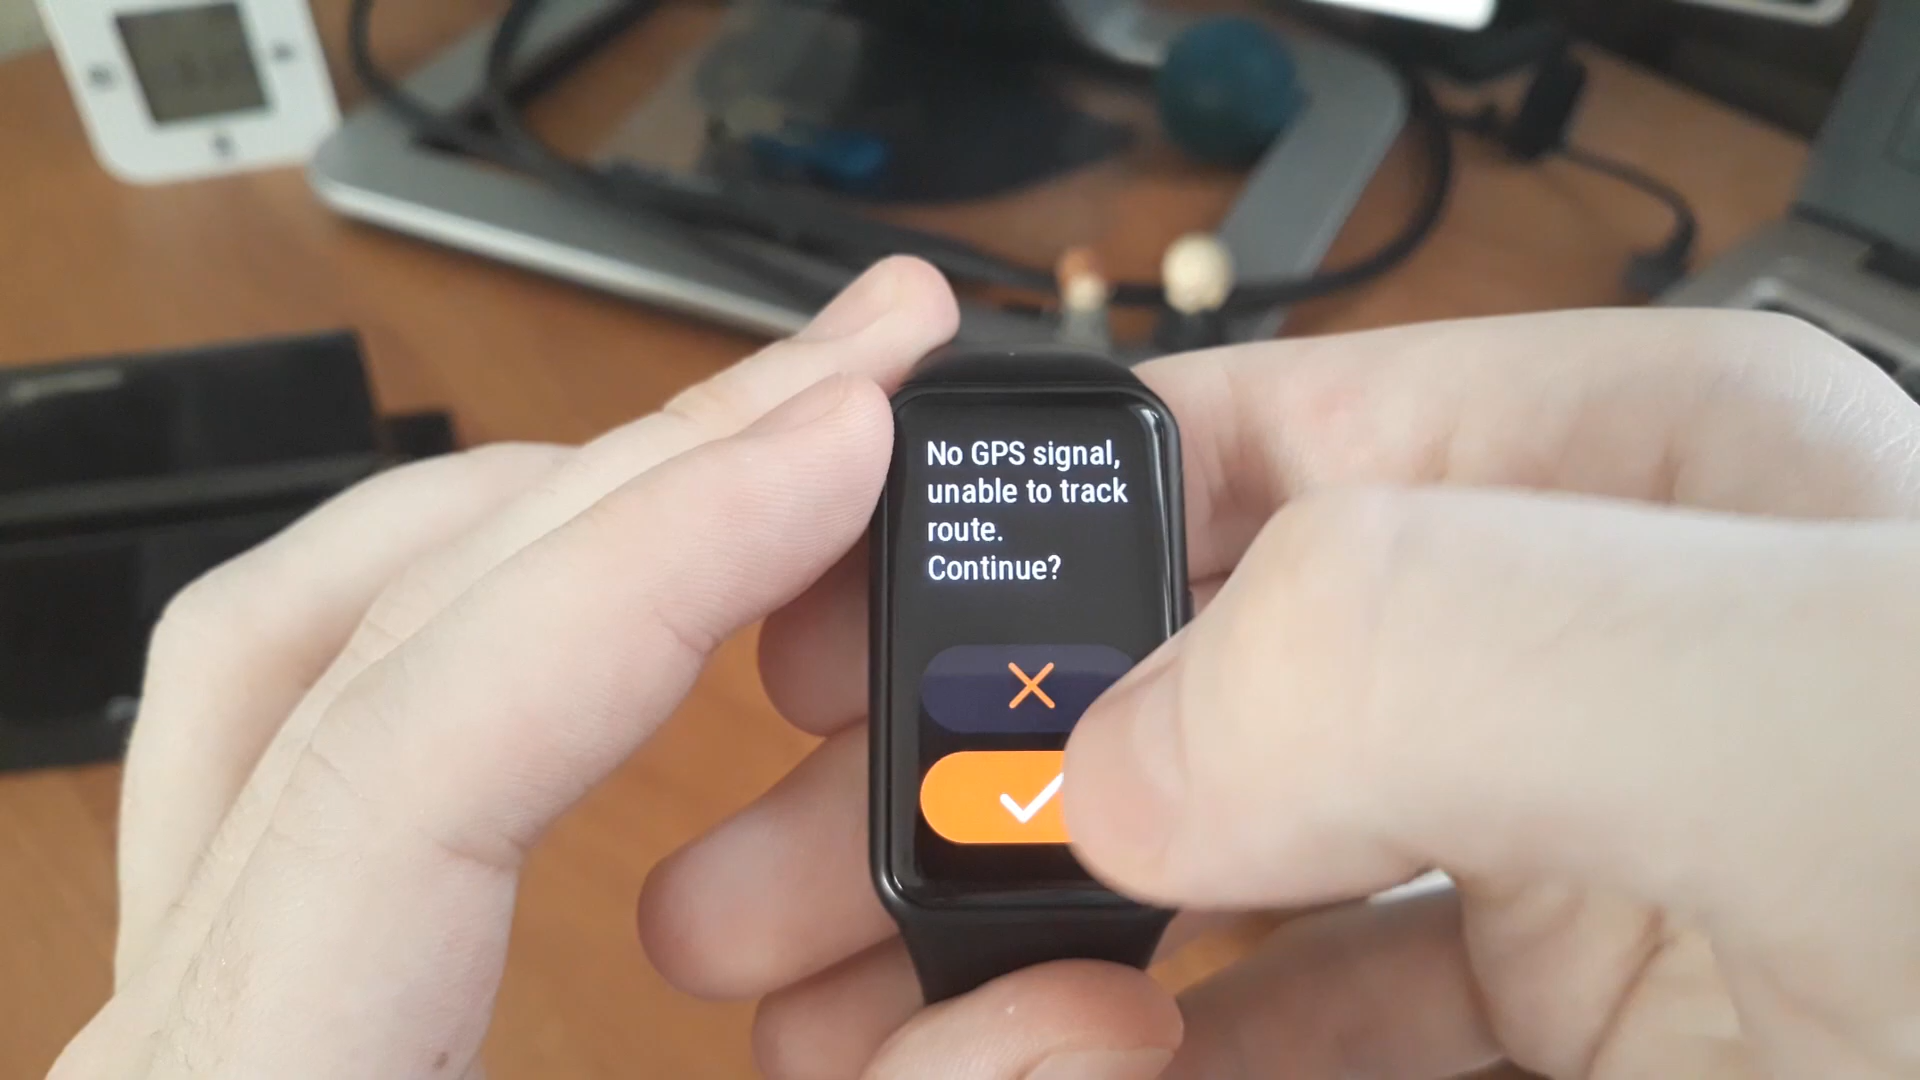 No GPS signal,
unable to track
route.
Continue?